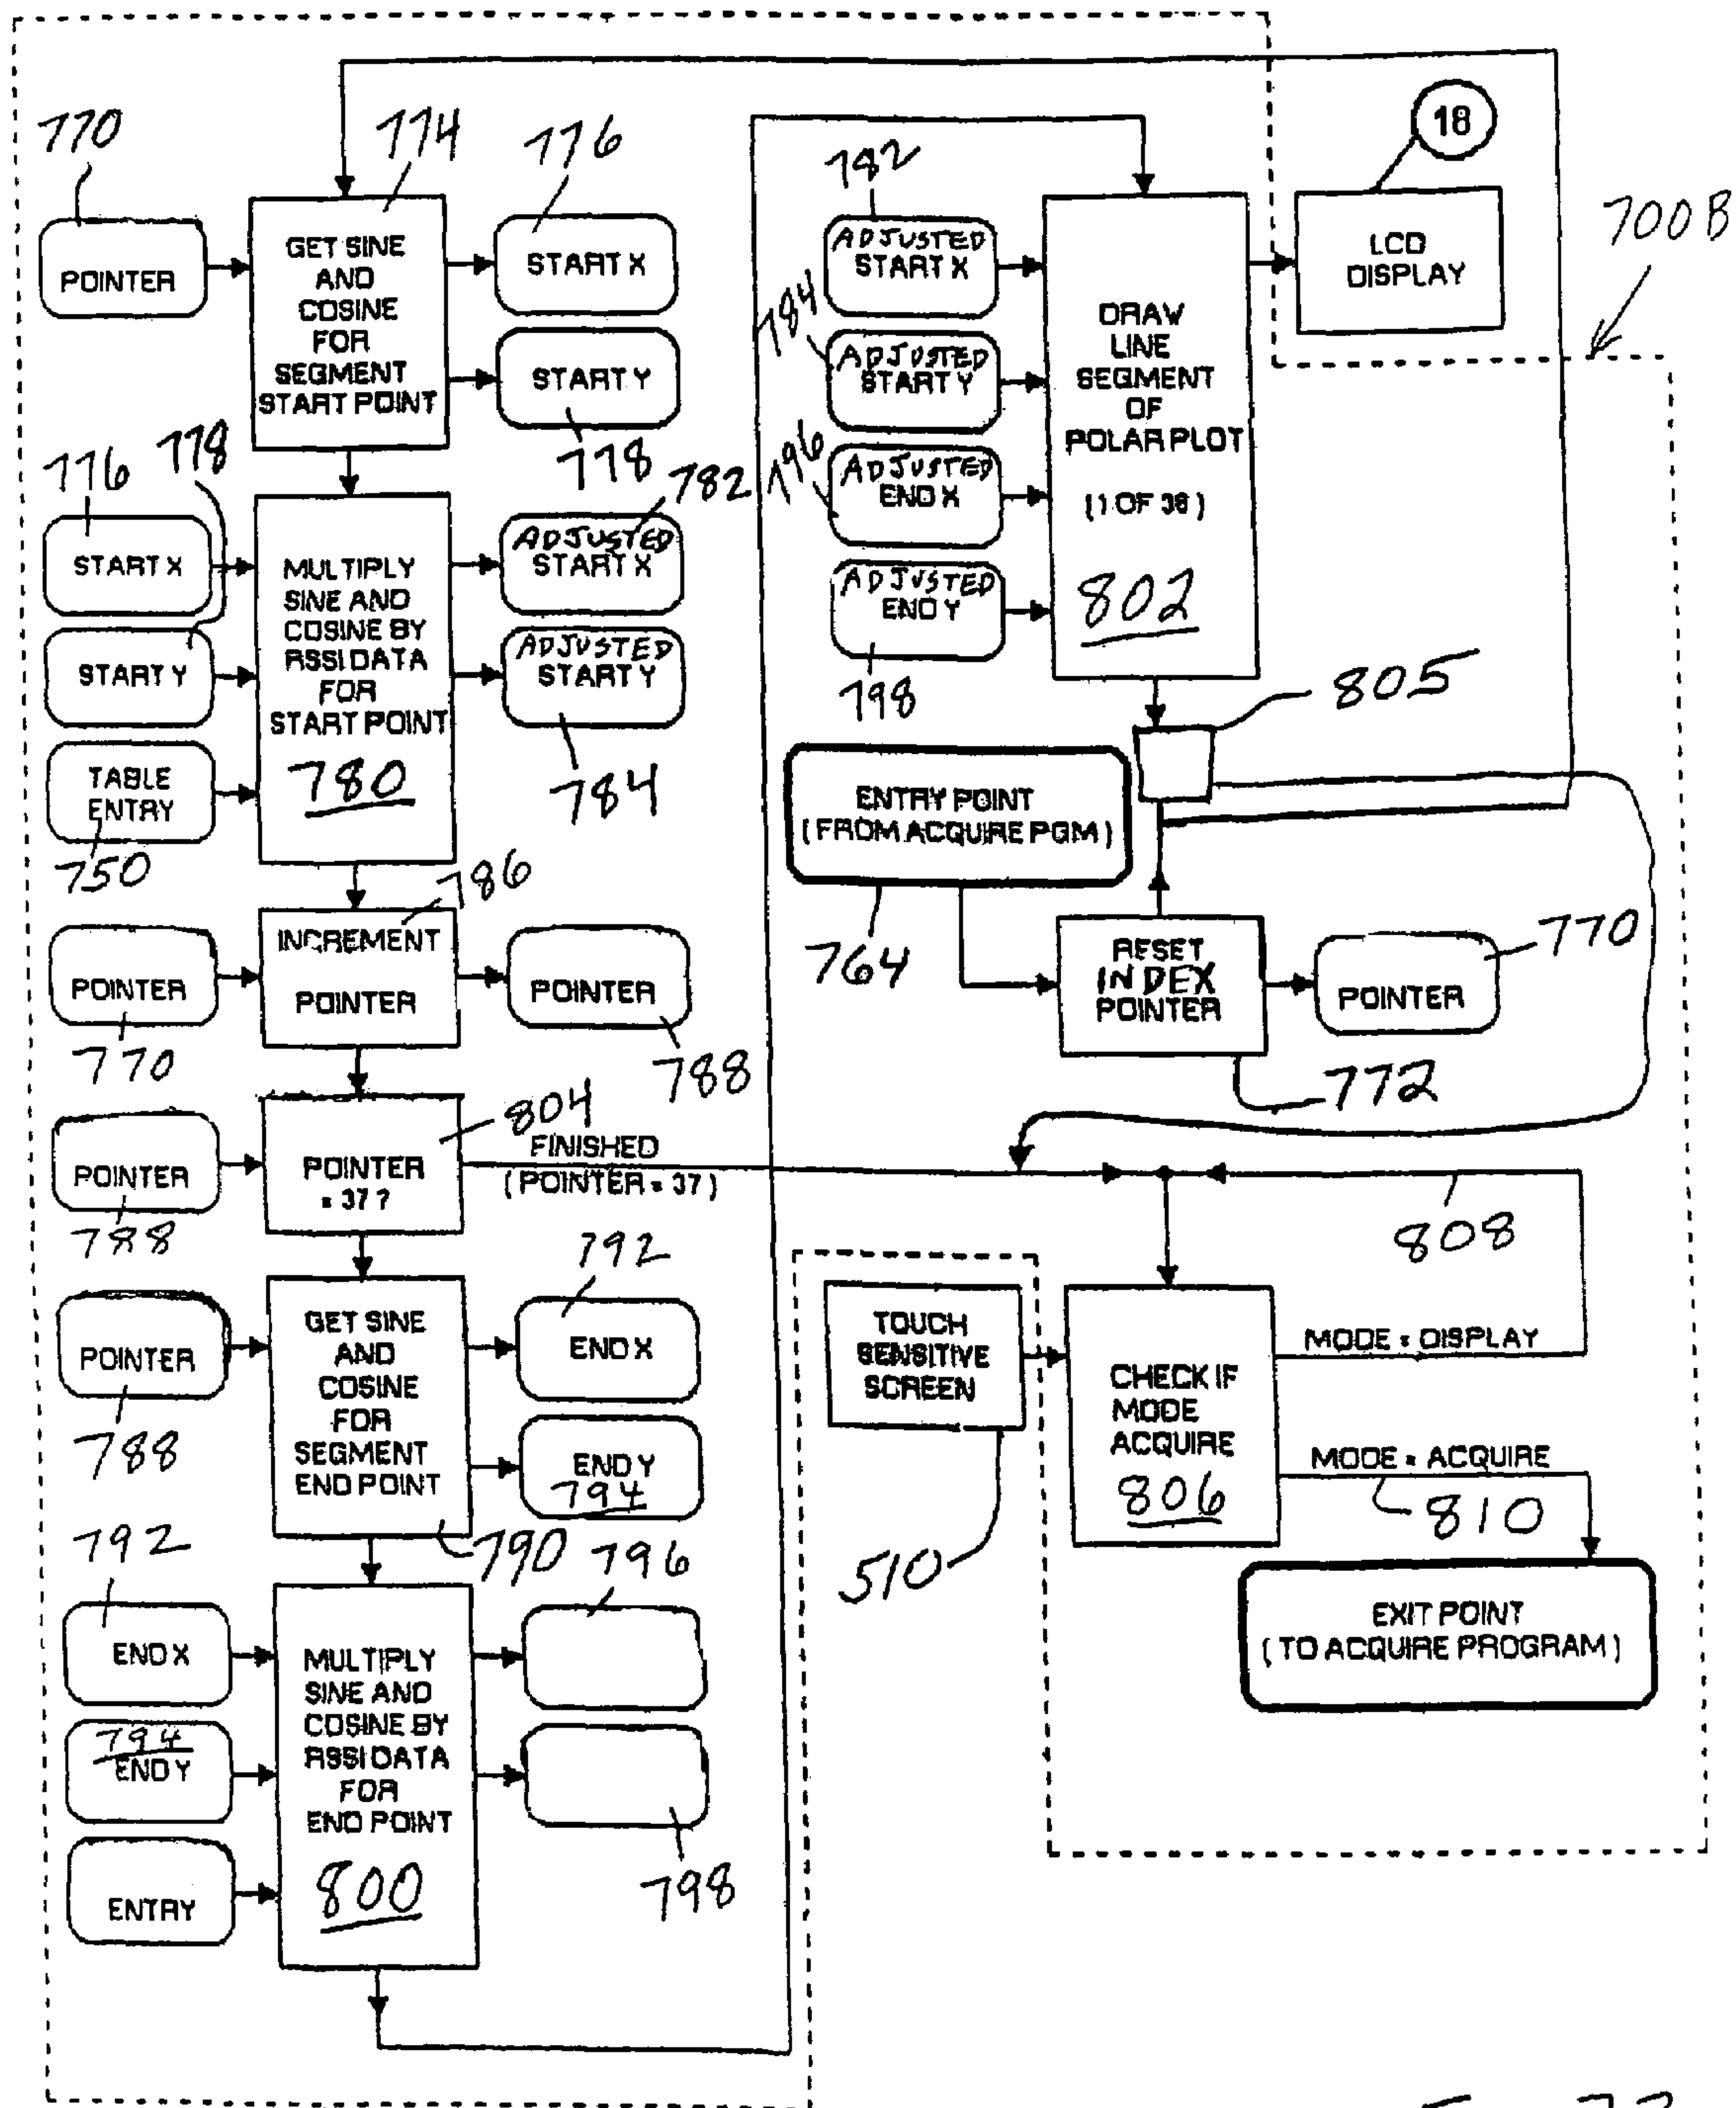 770
POINTER
774
GET SINE
AND
COSINE
FOR
SEGMENT
START POINT
776
START X
START Y
778
776
START X
778
START Y
TABLE
ENTRY
750
MULTIPLY
SINE AND
COSINE BY
RSSI DATA
FOR
START POINT
780
782
ADJUSTED
START X
ADJUSTED
START Y
784
786
INCREMENT
POINTER
POINTER
770
POINTER
788
804
POINTER
= 37 ?
POINTER
788
FINISHED
(POINTER = 37)
POINTER
788
GET SINE
AND
COSINE
FOR
SEGMENT
END POINT
790
792
END X
END Y
794
792
END X
794
END Y
ENTRY
MULTIPLY
SINE AND
COSINE BY
RSSI DATA
FOR
END POINT
800
796
798
782
ADJUSTED
START X
784
ADJUSTED
START Y
796
ADJUSTED
END X
ADJUSTED
END Y
798
DRAW
LINE
SEGMENT
OF
POLAR PLOT
(1 OF 36)
802
18
LCD
DISPLAY
700B
805
ENTRY POINT
(FROM ACQUIRE PGM)
764
RESET
INDEX
POINTER
772
770
POINTER
808
TOUCH
SENSITIVE
SCREEN
510
CHECK IF
MODE
ACQUIRE
806
MODE = DISPLAY
MODE = ACQUIRE
810
EXIT POINT
(TO ACQUIRE PROGRAM)